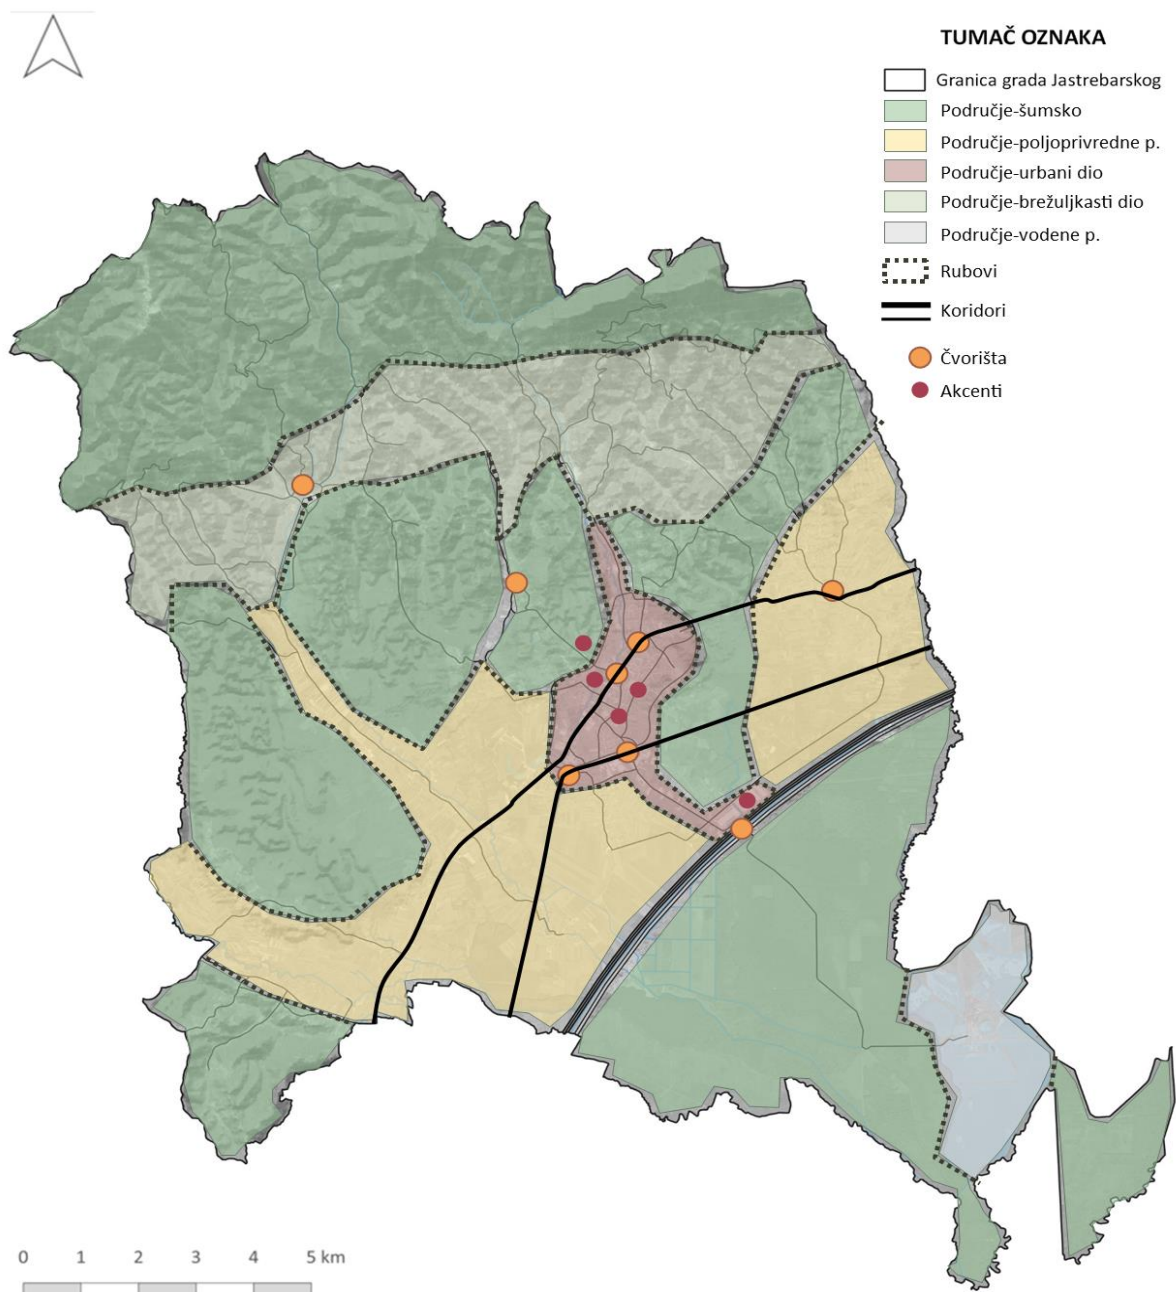 TUMAČ OZNAKA
Granica grada Jastrebarskog
Područje-šumsko
Područje-poljoprivredne p.
Područje-urbani dio
Područje-brežuljkasti dio
Područje-vodene p.
Rubovi
Koridori
Čvorišta
Akcenti
0 1 2 3 4 5 km